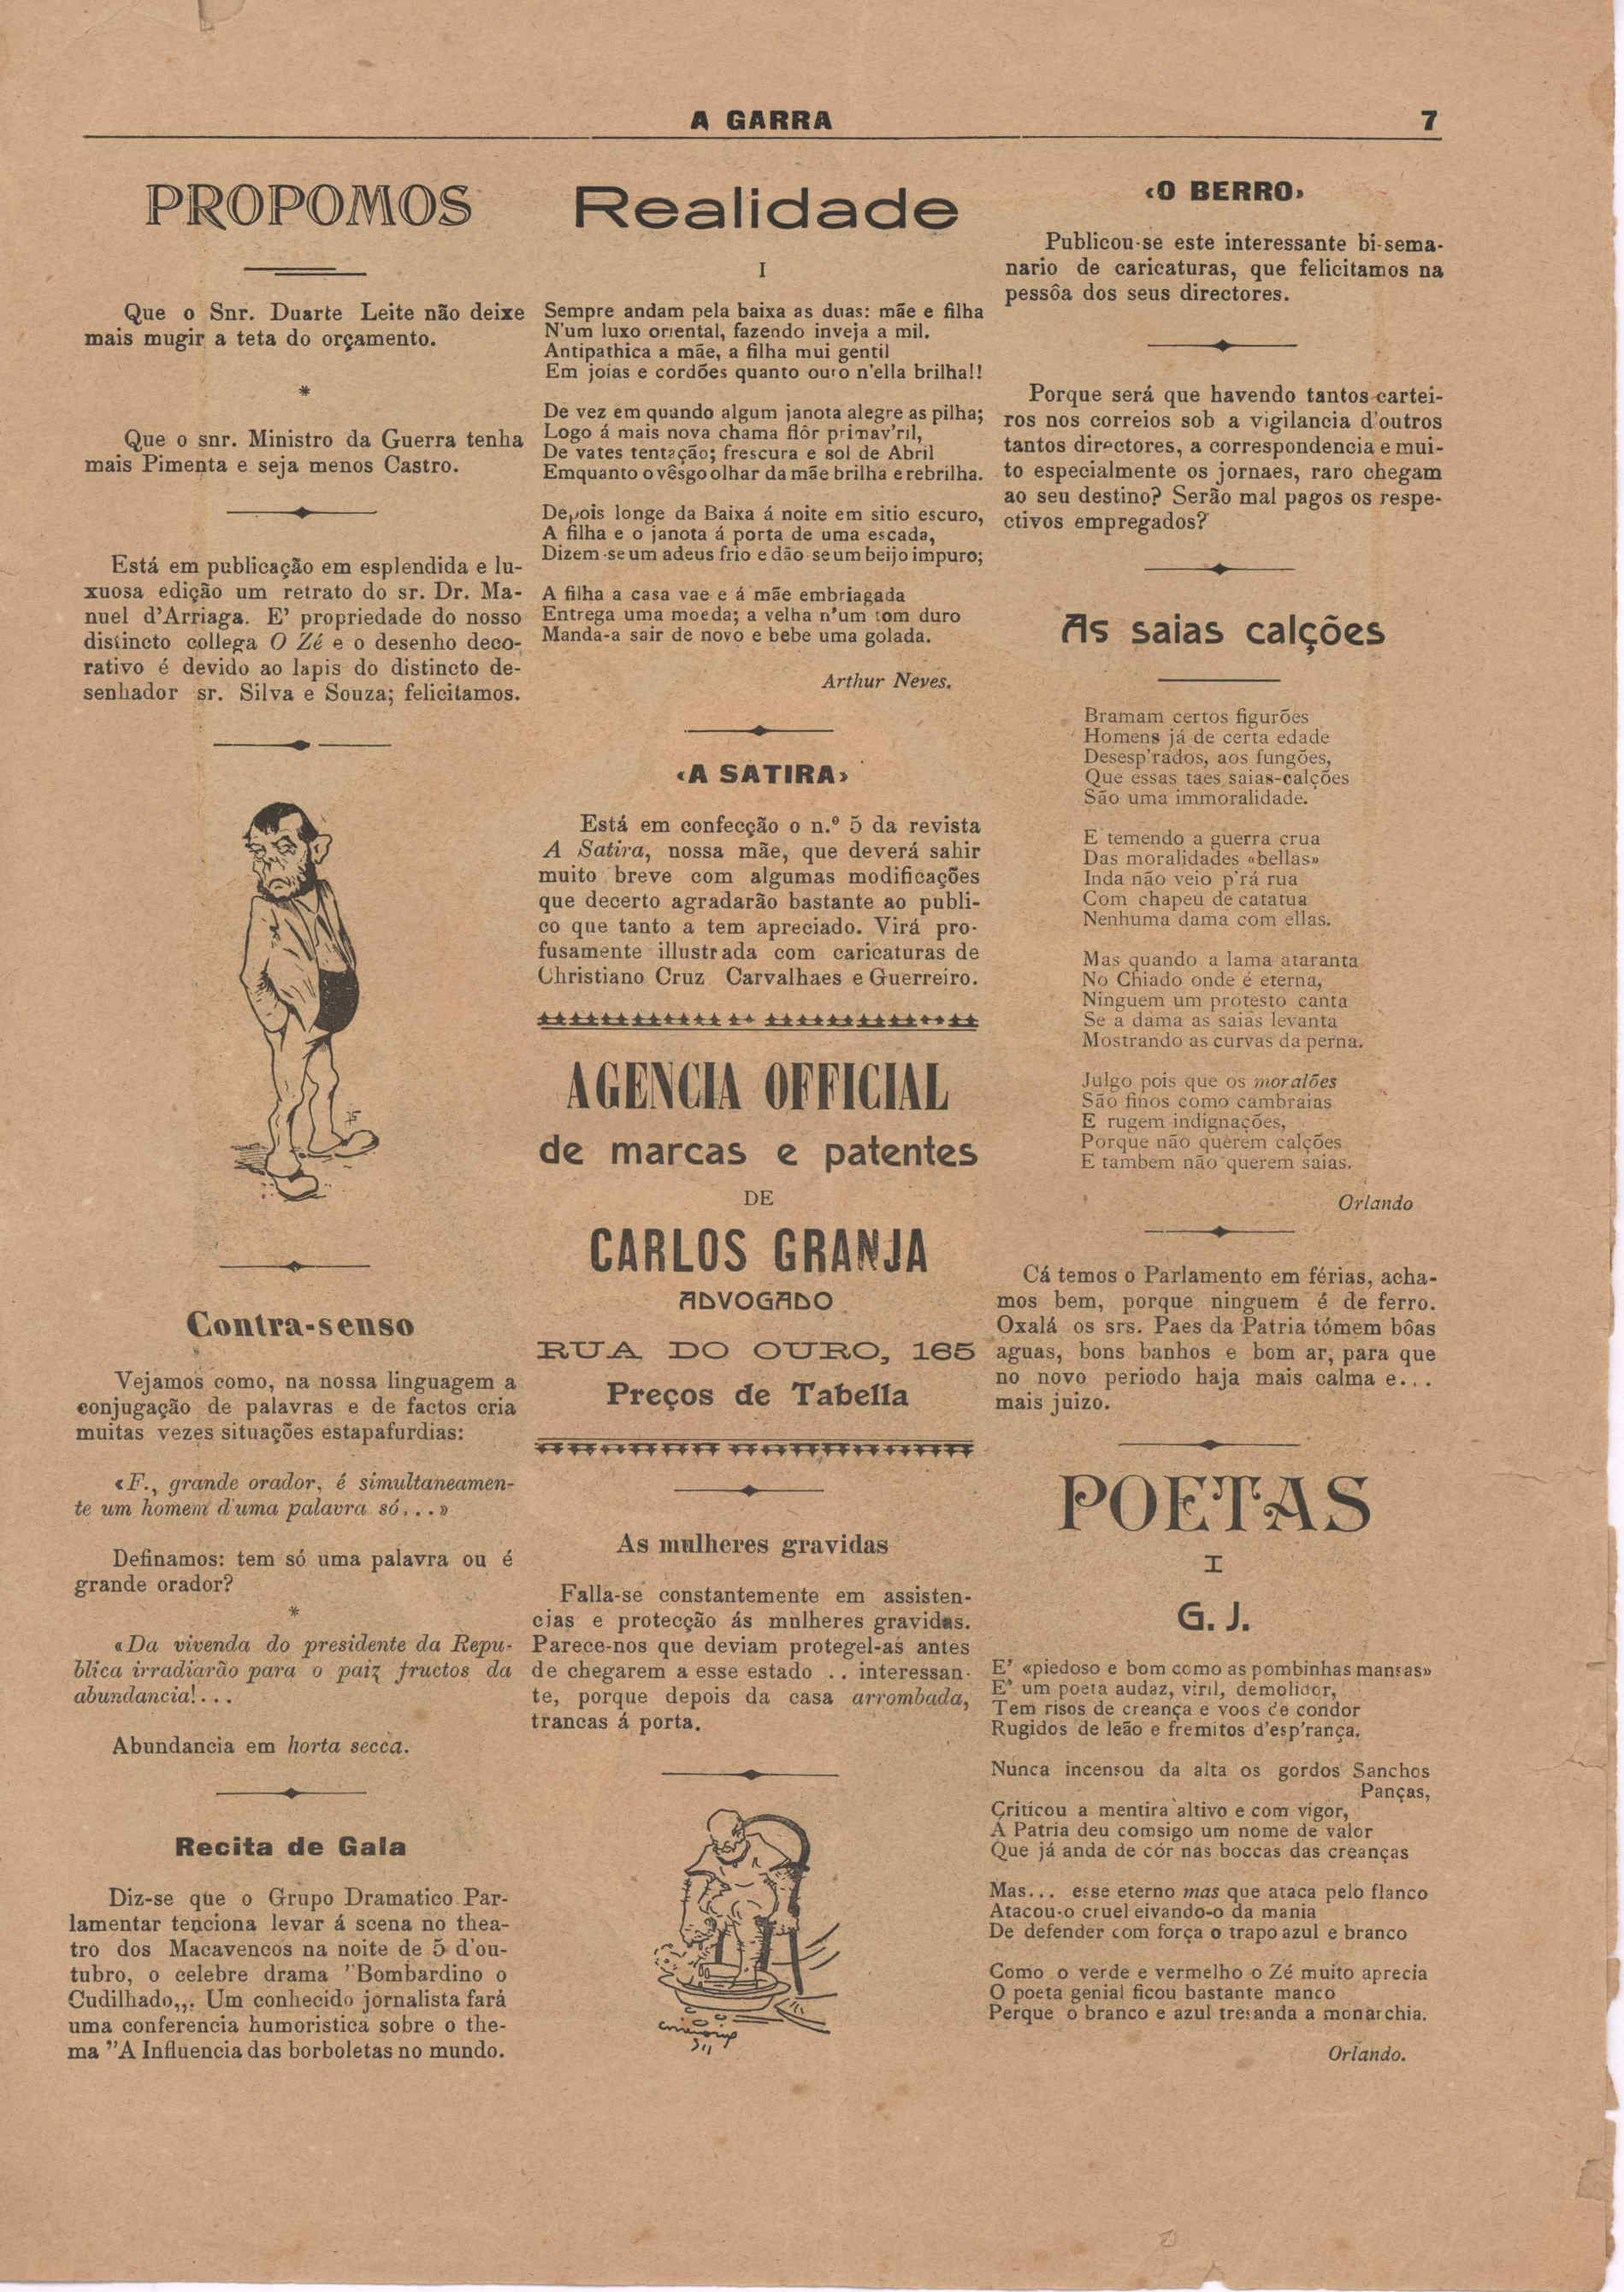 A GARRA
7
PROPOMOS
Que o Snr. Duarte Leite não deixe
mais mugir a teta do orçamento.
*
Que o snr. Ministro da Guerra tenha
mais Pimenta e seja menos Castro.
Está em publicação em esplendida e lu-
xuosa edição um retrato do sr. Dr. Ma-
nuel d'Arriaga. E' propriedade do nosso
distincto collega O Zé e o desenho deco-
rativo é devido ao lapis do distincto de-
senhador sr. Silva e Souza; felicitamos.
Contra-senso
Vejamos como, na nossa linguagem a
conjugação de palavras e de factos cria
muitas vezes situações estapafurdias:
«F., grande orador, é simultaneamen-
te um homem d'uma palavra só...»
Definamos: tem só uma palavra ou é
grande orador?
*
«Da vivenda do presidente da Repu-
blica irradiarão para o paiz fructos da
abundancia!...
Abundancia em horta secca.
Recita de Gala
Diz-se que o Grupo Dramatico Par-
lamentar tenciona levar á scena no thea-
tro dos Macavencos na noite de 5 d'ou-
tubro, o celebre drama "Bombardino o
Cudilhado,,. Um conhecido jornalista fará
uma conferencia humoristica sobre o the-
ma "A Influencia das borboletas no mundo.
Realidade
I
Sempre andam pela baixa as duas: mãe e filha
N'um luxo oriental, fazendo inveja a mil.
Antipathica a mãe, a filha mui gentil
Em joias e cordões quanto ouro n'ella brilha!!
De vez em quando algum janota alegre as pilha;
Logo á mais nova chama flôr primav'ril,
De vates tentação; frescura e sol de Abril
Emquanto o vêsgo olhar da mãe brilha e rebrilha.
Depois longe da Baixa á noite em sitio escuro,
A filha e o janota á porta de uma escada,
Dizem-se um adeus frio e dão-se um beijo impuro;
A filha a casa vae e á mãe embriagada
Entrega uma moeda; a velha n'um tom duro
Manda-a sair de novo e bebe uma golada.
Arthur Neves.
«A SATIRA»
Está em confecção o n.º 5 da revista
A Satira, nossa mãe, que deverá sahir
muito breve com algumas modificações
que decerto agradarão bastante ao publi-
co que tanto a tem apreciado. Virá pro-
fusamente illustrada com caricaturas de
Christiano Cruz Carvalhaes e Guerreiro.
AGENCIA OFFICIAL
de marcas e patentes
DE
CARLOS GRANJA
ADVOGADO
RUA DO OURO, 165
Preços de Tabella
As mulheres gravidas
Falla-se constantemente em assisten-
cias e protecção ás mulheres gravidas.
Parece-nos que deviam protegel-as antes
de chegarem a esse estado .. interessan-
te, porque depois da casa arrombada,
trancas á porta.
«O BERRO»
Publicou-se este interessante bi-sema-
nario de caricaturas, que felicitamos na
pessôa dos seus directores.
Porque será que havendo tantos cartei-
ros nos correios sob a vigilancia d'outros
tantos directores, a correspondencia e mui-
to especialmente os jornaes, raro chegam
ao seu destino? Serão mal pagos os respe-
ctivos empregados?
As saias calções
Bramam certos figurões
Homens já de certa edade
Desesp'rados, aos fungões,
Que essas taes saias-calções
São uma immoralidade.
E temendo a guerra crua
Das moralidades «bellas»
Inda não veio p'rá rua
Com chapeu de catatua
Nenhuma dama com ellas.
Mas quando a lama ataranta
No Chiado onde é eterna,
Ninguem um protesto canta
Se a dama as saias levanta
Mostrando as curvas da perna.
Julgo pois que os moralões
São finos como cambraias
E rugem indignações,
Porque não querem calções
E tambem não querem saias.
Orlando
Cá temos o Parlamento em férias, acha-
mos bem, porque ninguem é de ferro.
Oxalá os srs. Paes da Patria tómem bôas
aguas, bons banhos e bom ar, para que
no novo periodo haja mais calma e...
mais juizo.
POETAS
I
G. J.
E' «piedoso e bom como as pombinhas mansas»
E' um poeta audaz, viril, demolidor,
Tem risos de creança e voos de condor
Rugidos de leão e fremitos d'esp'rança.
Nunca incensou da alta os gordos Sanchos
Panças,
Criticou a mentira altivo e com vigor,
Á Patria deu comsigo um nome de valor
Que já anda de cór nas boccas das creanças
Mas... esse eterno mas que ataca pelo flanco
Atacou-o cruel eivando-o da mania
De defender com força o trapo azul e branco
Como o verde e vermelho o Zé muito aprecia
O poeta genial ficou bastante manco
Perque o branco e azul tresanda a monarchia.
Orlando.